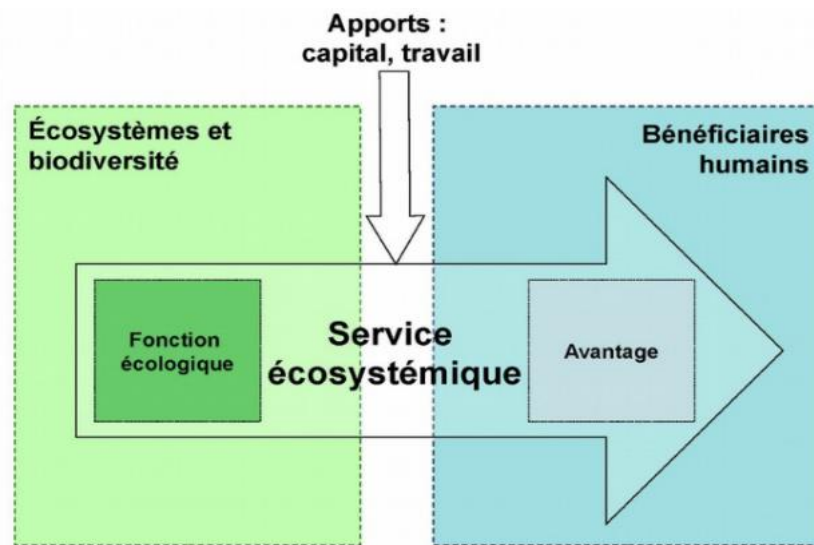 Apports :
capital, travail
Écosystèmes et
biodiversité
Bénéficiaires
humains
Fonction
écologique
Service
écosystémique
Avantage